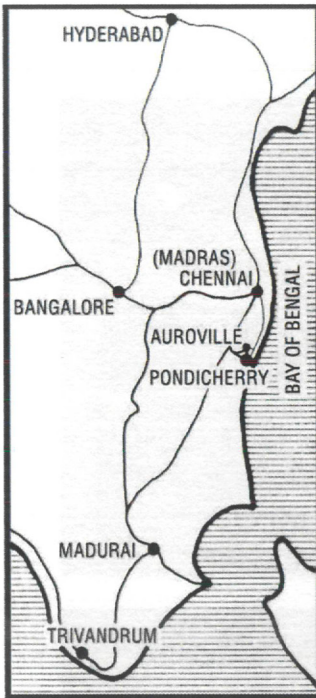 HYDERABAD
(MADRAS)
CHENNAI
BANGALORE
AUROVILLE
PONDICHERRY
BAY OF BENGAL
MADURAI
TRIVANDRUM